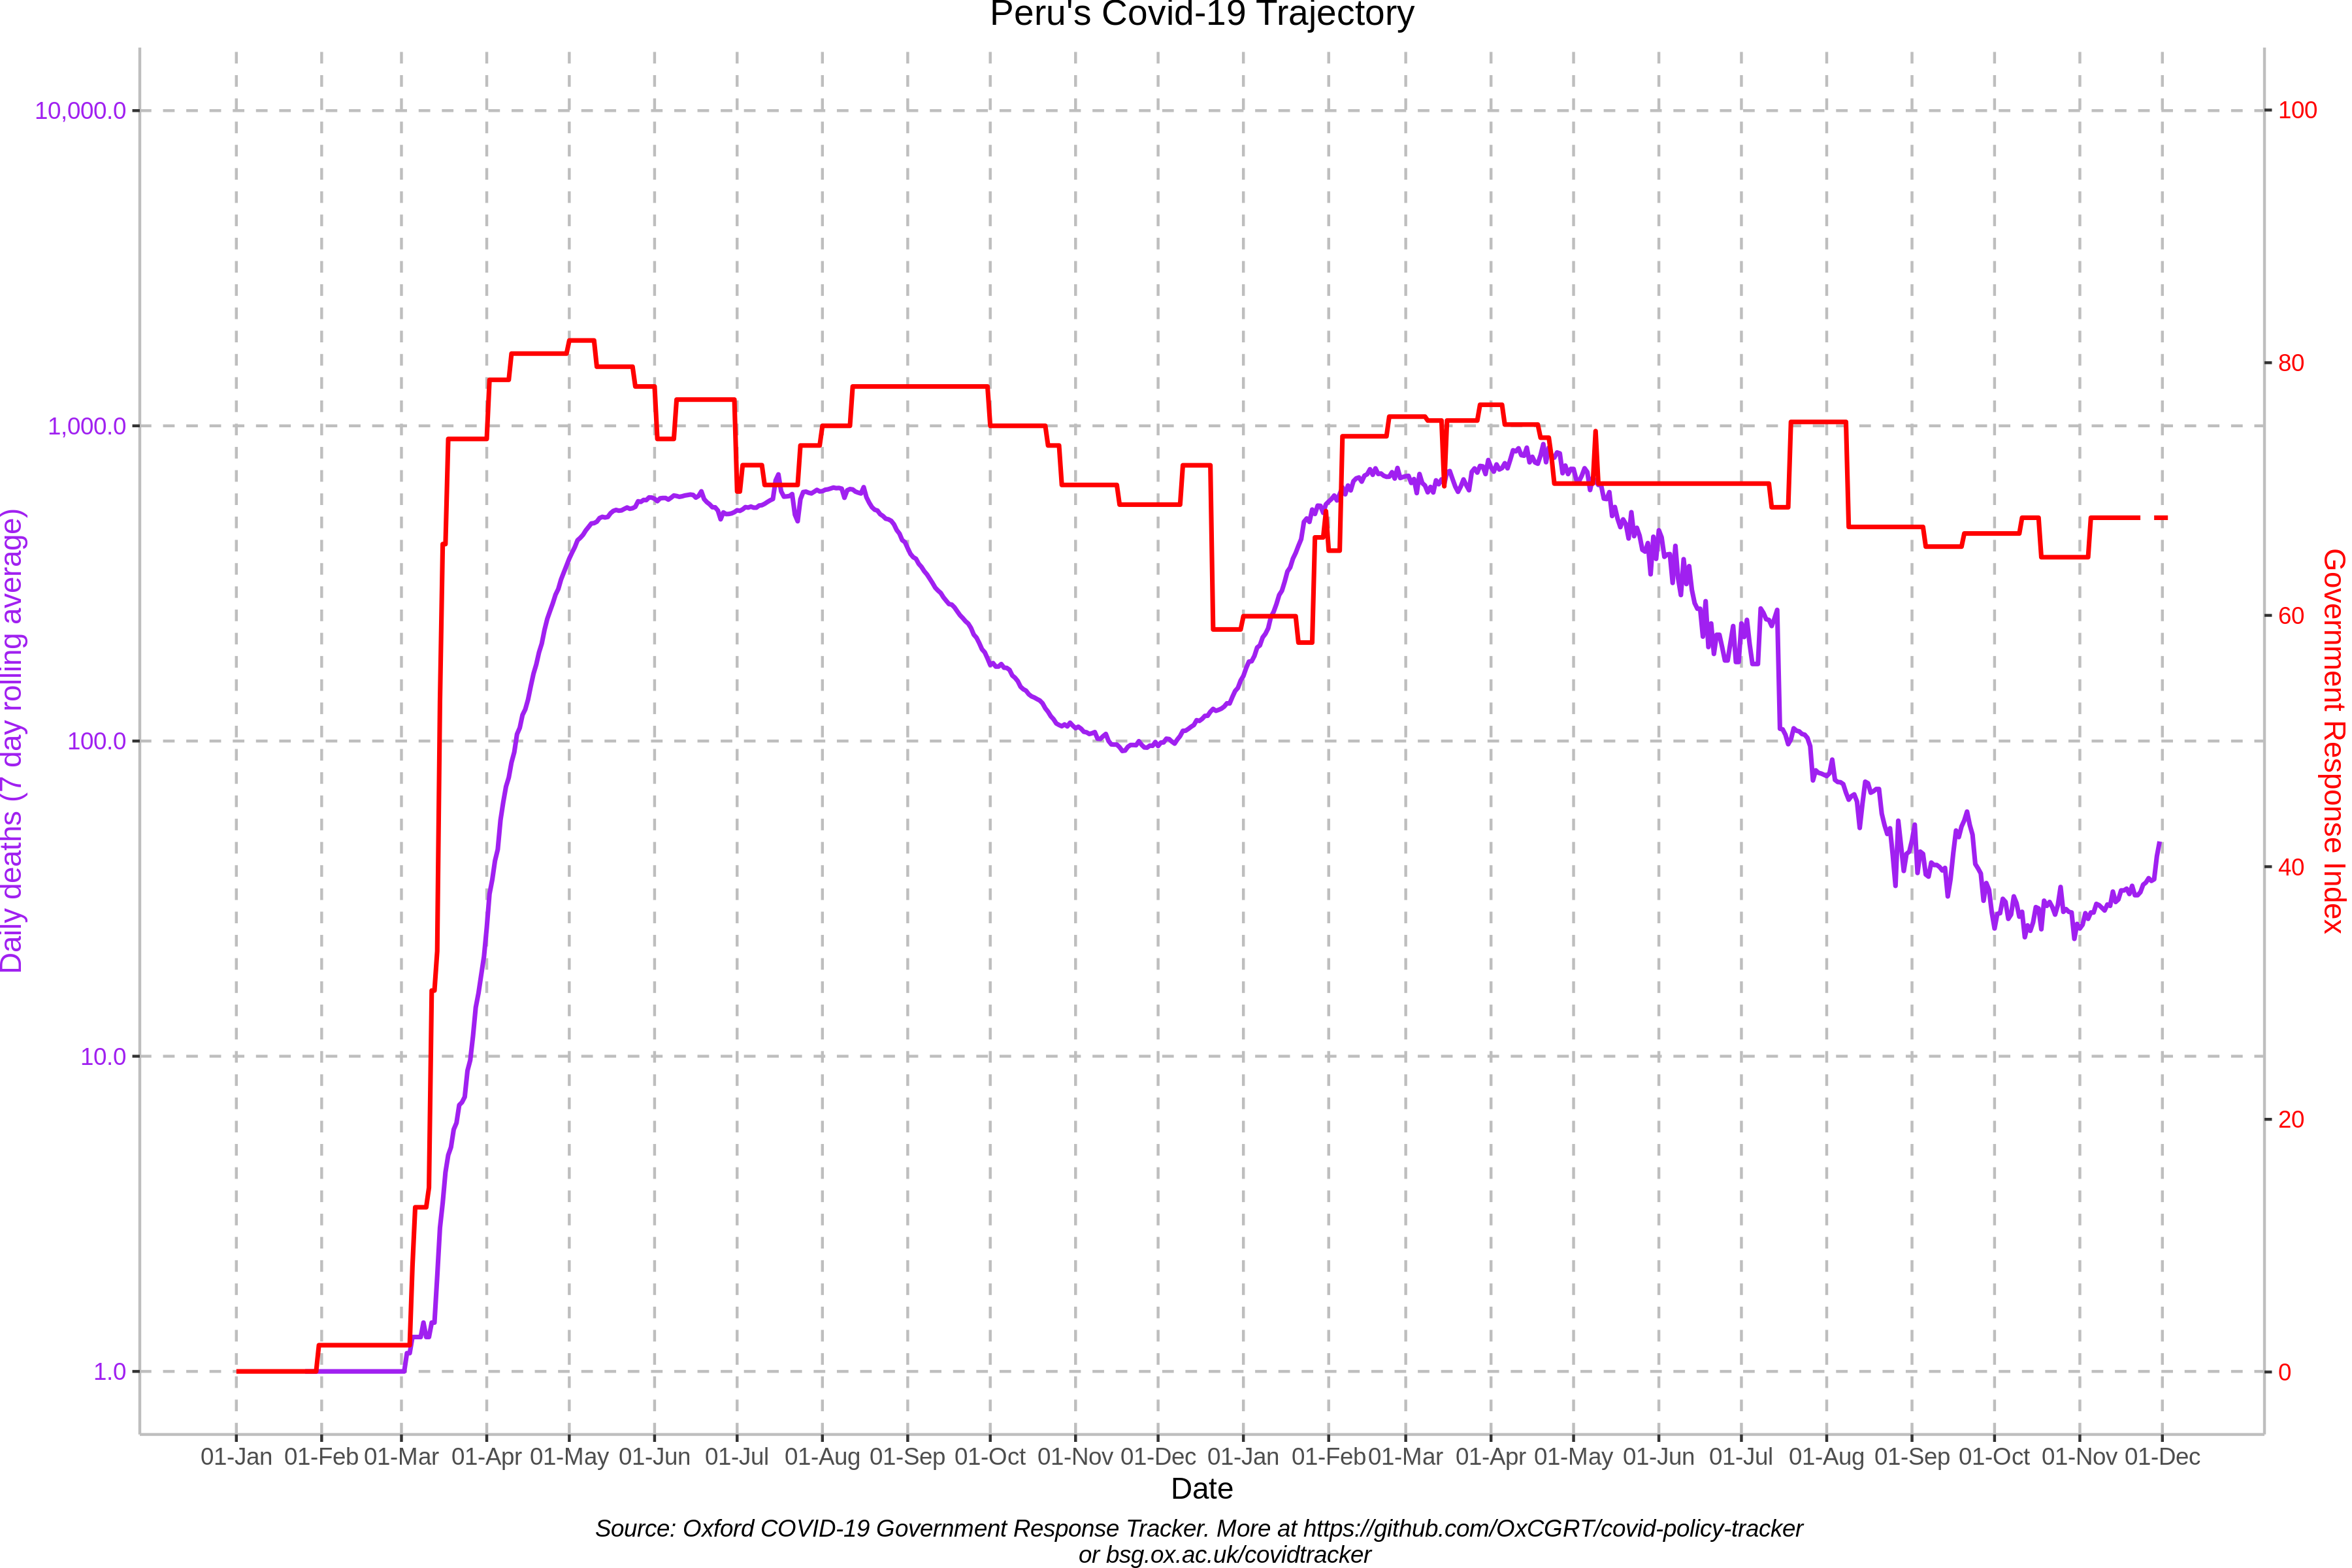 Peru's Covid-19 Trajectory
10,000.0
1,000.0
100.0
10.0
1.0
Daily deaths (7 day rolling average)
100
80
60
40
20
0
Government Response Index
01-Jan 01-Feb 01-Mar 01-Apr 01-May 01-Jun 01-Jul 01-Aug 01-Sep 01-Oct 01-Nov 01-Dec 01-Jan 01-Feb 01-Mar 01-Apr 01-May 01-Jun 01-Jul 01-Aug 01-Sep 01-Oct 01-Nov 01-Dec
Date
Source: Oxford COVID-19 Government Response Tracker. More at https://github.com/OxCGRT/covid-policy-tracker
or bsg.ox.ac.uk/covidtracker